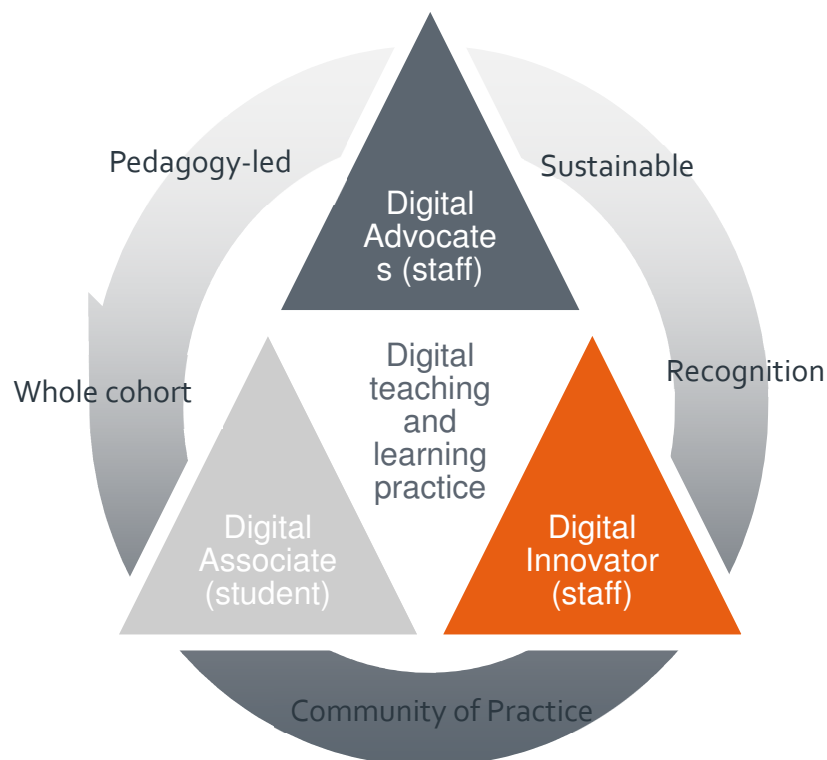 Pedagogy-led
Sustainable
Digital
Advocate
s (staff)
Whole cohort
Recognition
Digital
teaching
and
learning
practice
Digital
Associate
(student)
Digital
Innovator
(staff)
Community of Practice